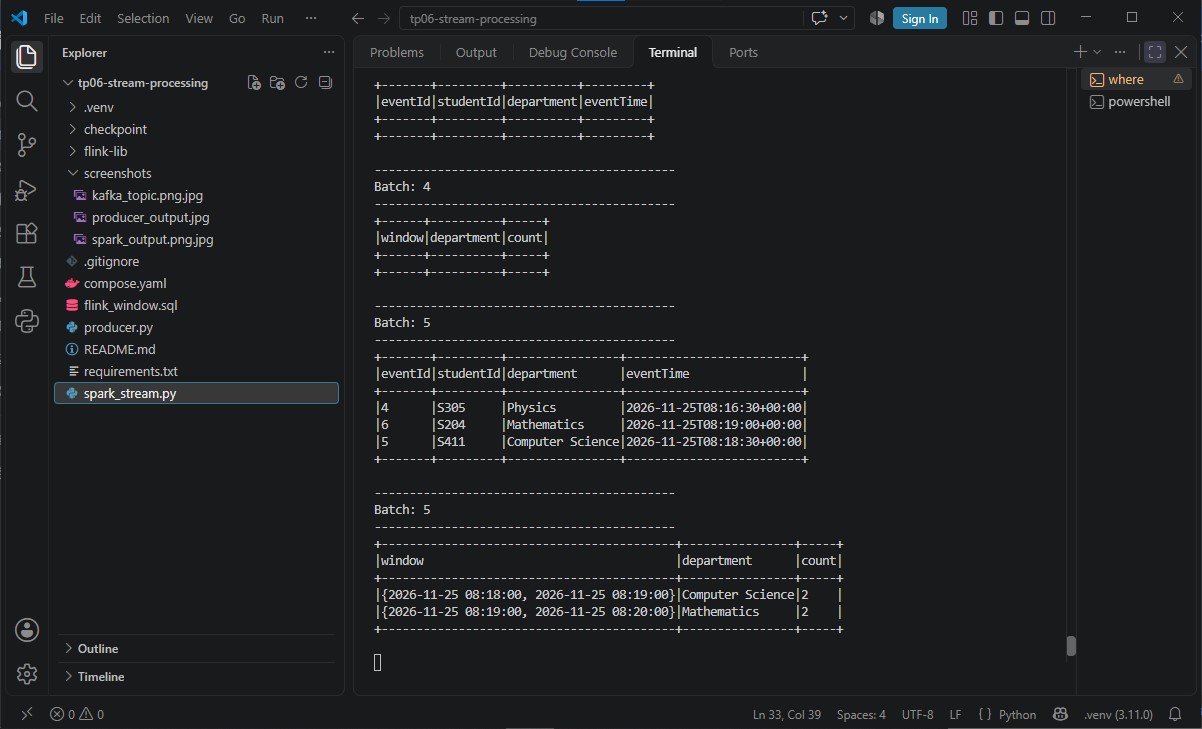 File Edit Selection View Go Run ···
tp06-stream-processing
Sign In
Explorer
tp06-stream-processing
.venv
checkpoint
flink-lib
screenshots
kafka_topic.png.jpg
producer_output.jpg
spark_output.png.jpg
.gitignore
compose.yaml
flink_window.sql
producer.py
README.md
requirements.txt
spark_stream.py
Outline
Timeline
Problems Output Debug Console Terminal Ports
+-------+---------+----------+---------+
|eventId|studentId|department|eventTime|
+-------+---------+----------+---------+
+-------+---------+----------+---------+
-------------------------------------------
Batch: 4
-------------------------------------------
+------+----------+-----+
|window|department|count|
+------+----------+-----+
+------+----------+-----+
-------------------------------------------
Batch: 5
-------------------------------------------
+-------+---------+----------------+-------------------------+
|eventId|studentId|department      |eventTime                |
+-------+---------+----------------+-------------------------+
|4      |S305     |Physics         |2026-11-25T08:16:30+00:00|
|6      |S204     |Mathematics     |2026-11-25T08:19:00+00:00|
|5      |S411     |Computer Science|2026-11-25T08:18:30+00:00|
+-------+---------+----------------+-------------------------+
-------------------------------------------
Batch: 5
-------------------------------------------
+------------------------------------------+----------------+-----+
|window                                    |department      |count|
+------------------------------------------+----------------+-----+
|{2026-11-25 08:18:00, 2026-11-25 08:19:00}|Computer Science|2    |
|{2026-11-25 08:19:00, 2026-11-25 08:20:00}|Mathematics     |2    |
+------------------------------------------+----------------+-----+
where
powershell
0 0
Ln 33, Col 39 Spaces: 4 UTF-8 LF {} Python .venv (3.11.0)